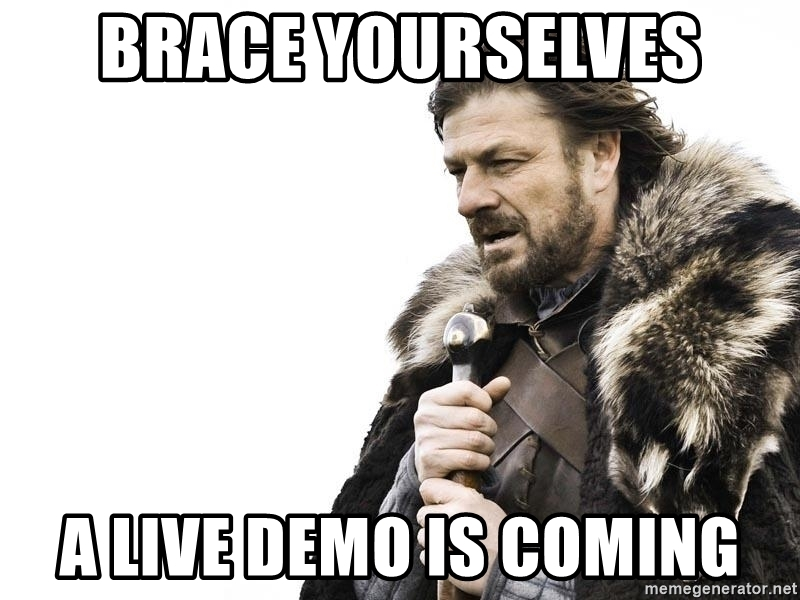 BRACE YOURSELVES
A LIVE DEMO IS COMING
memegenerator.net